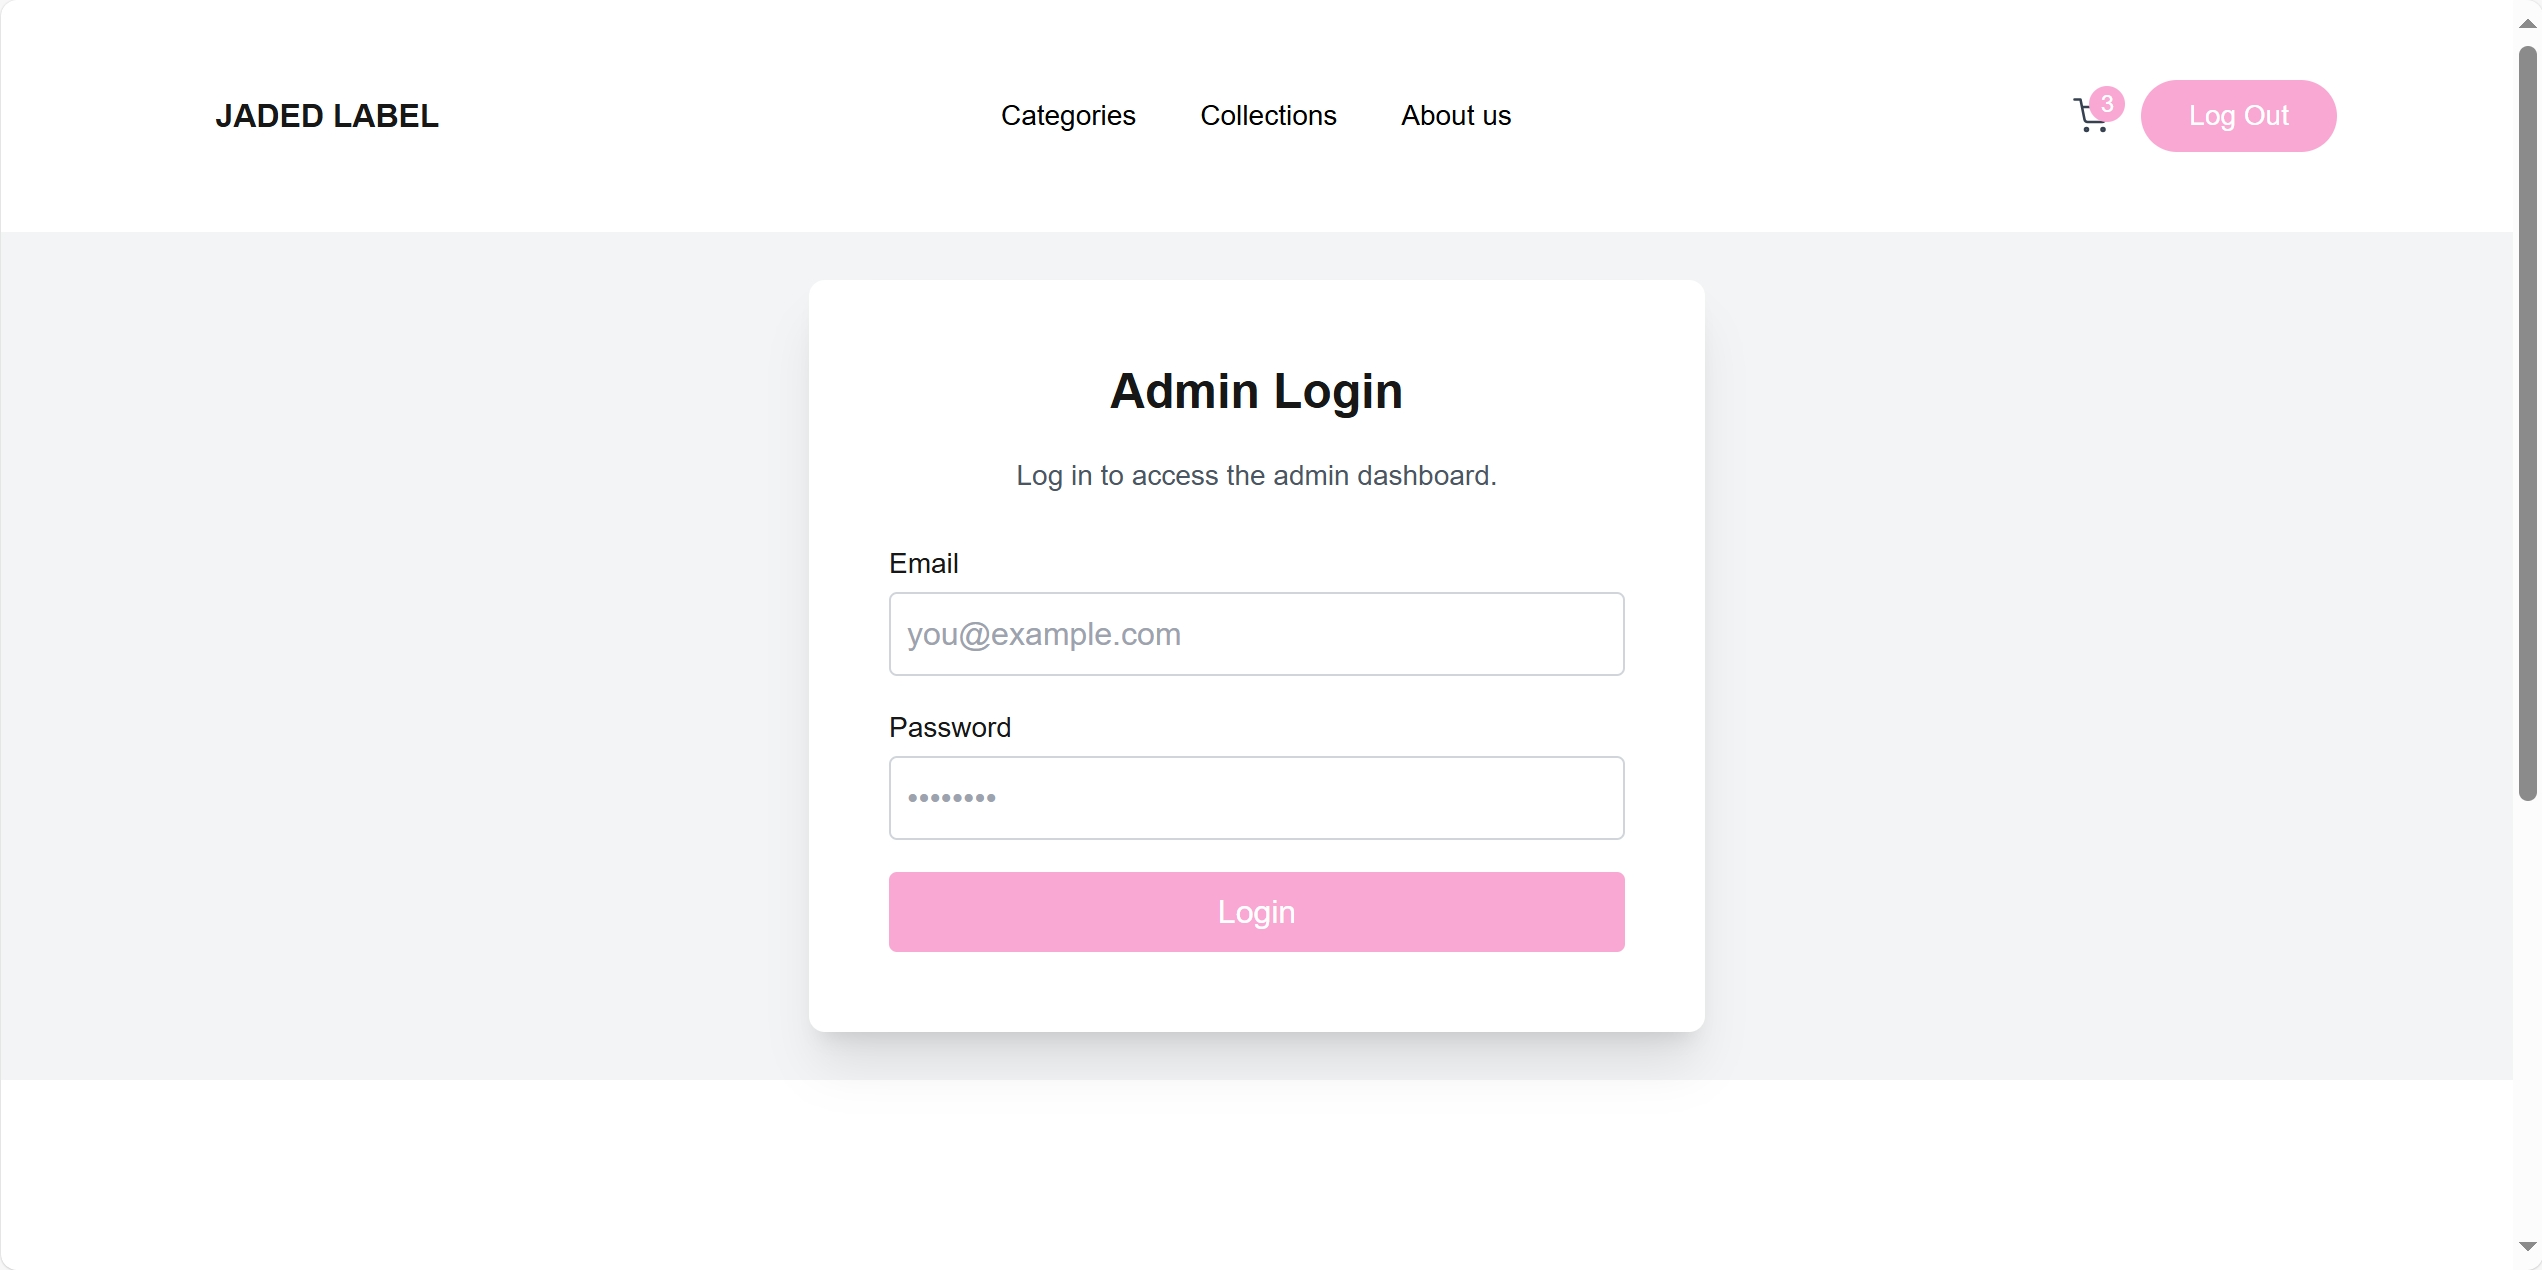 JADED LABEL
Categories Collections About us
3
Log Out
Admin Login
Log in to access the admin dashboard.
Email
you@example.com
Password
••••••••
Login